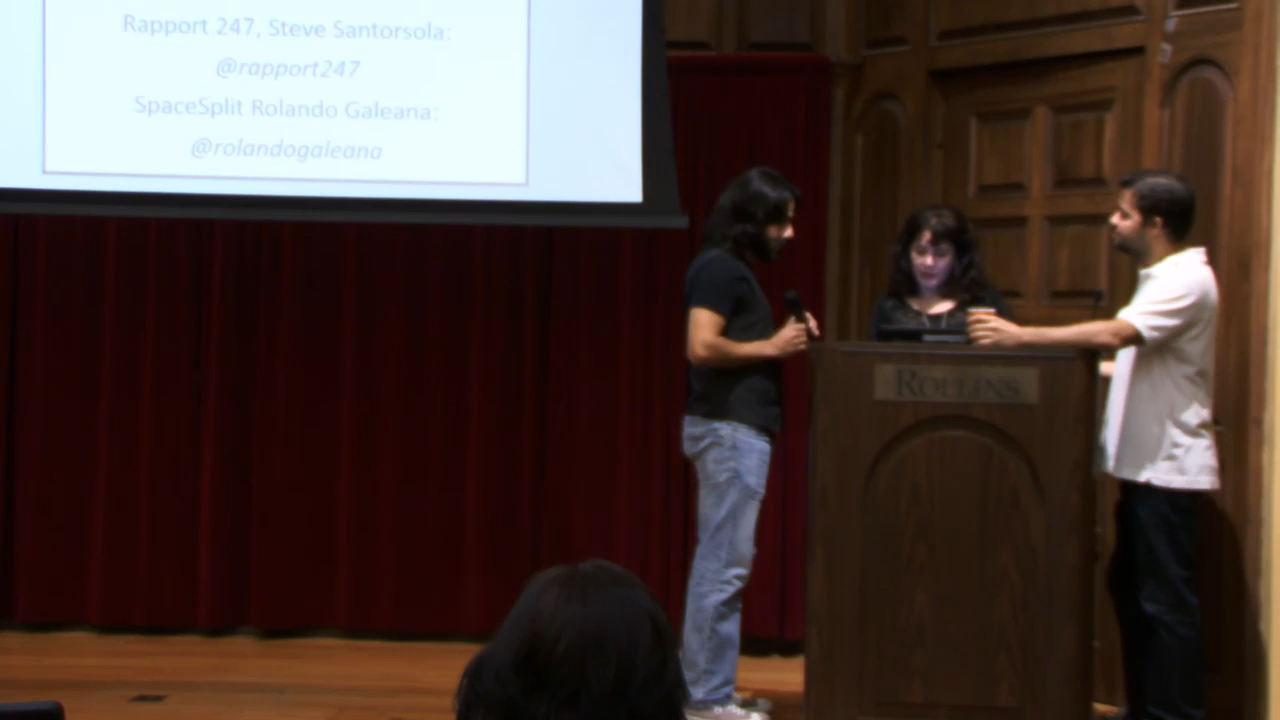 Rapport 247, Steve Santorsola:
@rapport247
SpaceSplit Rolando Galeana:
@rolandogaleana
ROLLINS